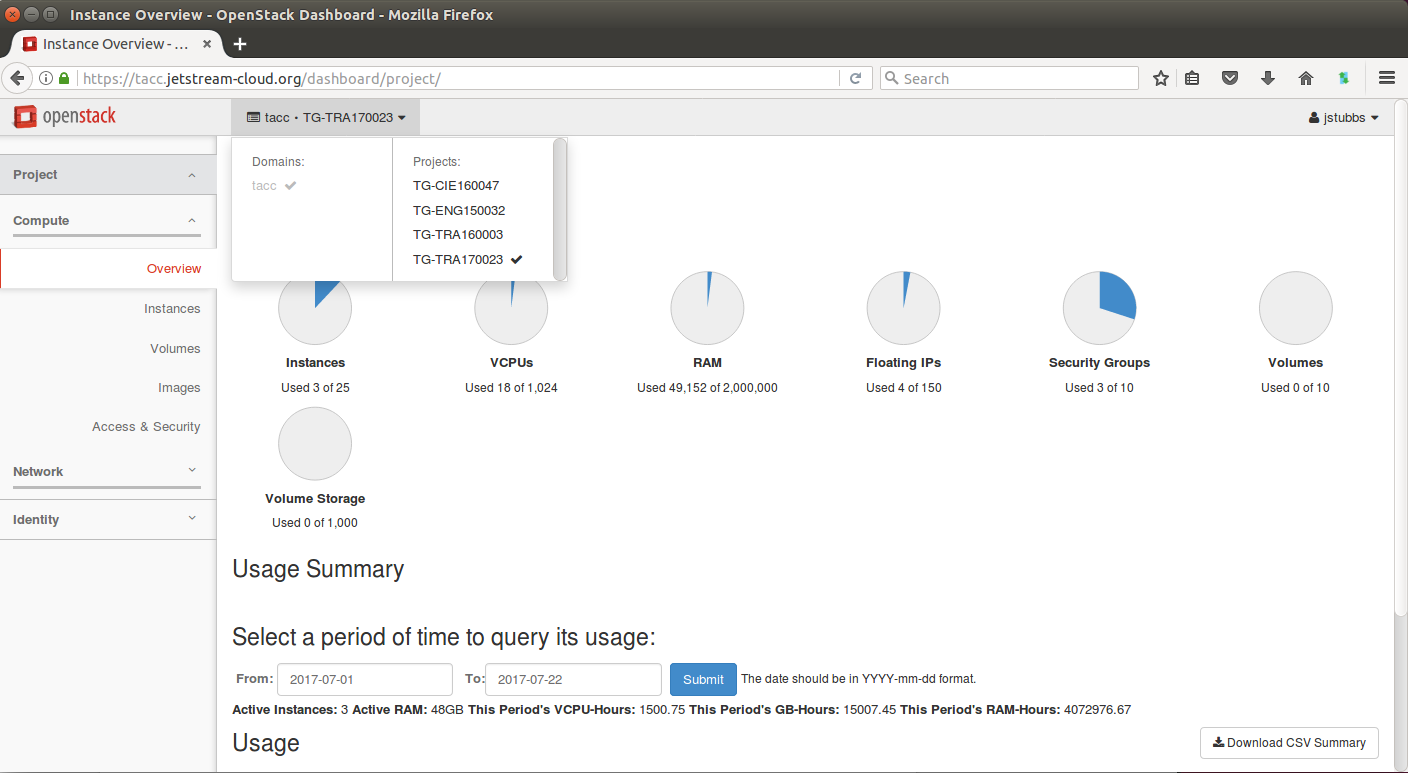 Instance Overview - OpenStack Dashboard - Mozilla Firefox
Instance Overview - ...
https://tacc.jetstream-cloud.org/dashboard/project/
Search
openstack
tacc • TG-TRA170023
jstubbs
Domains:
tacc
Projects:
TG-CIE160047
TG-ENG150032
TG-TRA160003
TG-TRA170023
Project
Compute
Overview
Instances
Volumes
Images
Access & Security
Network
Identity
Instances VCPUs RAM Floating IPs Security Groups Volumes
Used 3 of 25 Used 18 of 1,024 Used 49,152 of 2,000,000 Used 4 of 150 Used 3 of 10 Used 0 of 10
Volume Storage
Used 0 of 1,000
Usage Summary
Select a period of time to query its usage:
From: 2017-07-01 To: 2017-07-22 Submit The date should be in YYYY-mm-dd format.
Active Instances: 3 Active RAM: 48GB This Period's VCPU-Hours: 1500.75 This Period's GB-Hours: 15007.45 This Period's RAM-Hours: 4072976.67
Usage
Download CSV Summary